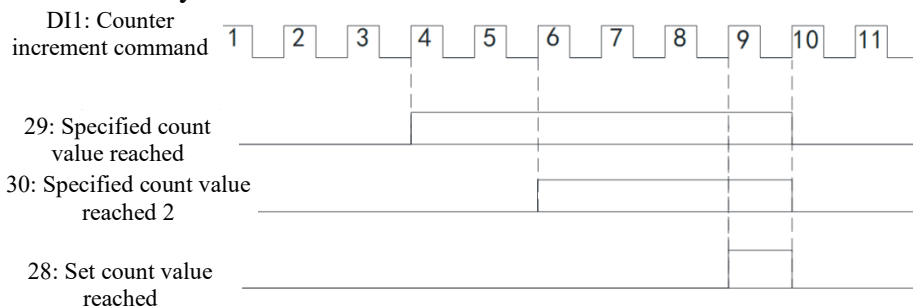 DI1: Counter
increment command
1 2 3 4 5 6 7 8 9 10 11
29: Specified count
value reached
30: Specified count value
reached 2
28: Set count value
reached